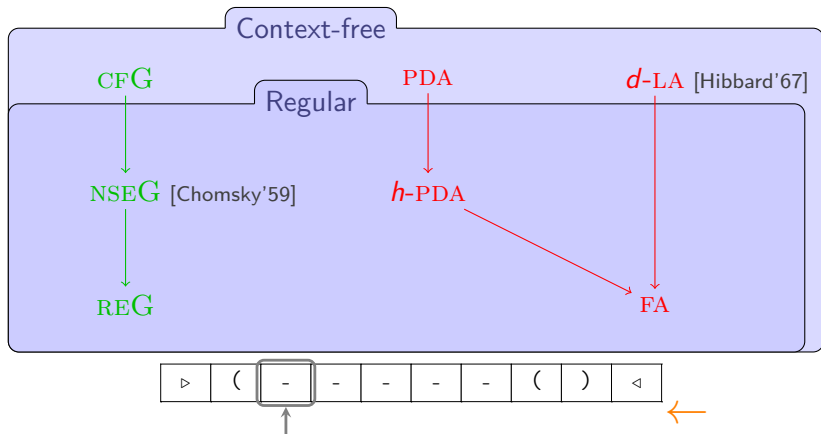 Context-free
CFG PDA d-LA [Hibbard'67]
Regular
NSEG [Chomsky'59] h-PDA
REG FA
▷ ( - - - - - ( ) ◁